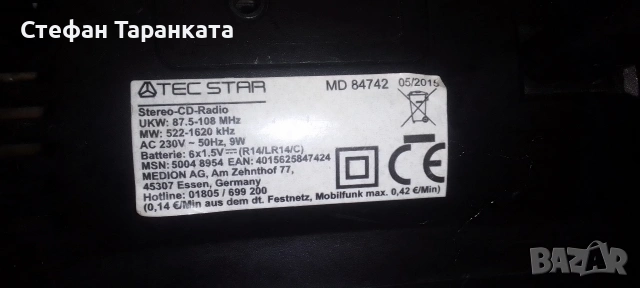 Стефан Таранката
TEC STAR MD 84742 05/2015
Stereo-CD-Radio
UKW: 87.5-108 MHz
MW: 522-1620 kHz
AC 230V ~ 50Hz, 9W
Batterie: 6x1.5V⎓(R14/LR14/C)
MSN: 5004 8954 EAN: 4015625847424
MEDION AG, Am Zehnthof 77,
45307 Essen, Germany
Hotline: 01805 / 699 200
(0,14 €/Min aus dem dt. Festnetz, Mobilfunk max. 0,42 €/Min)
CE
BAZAR